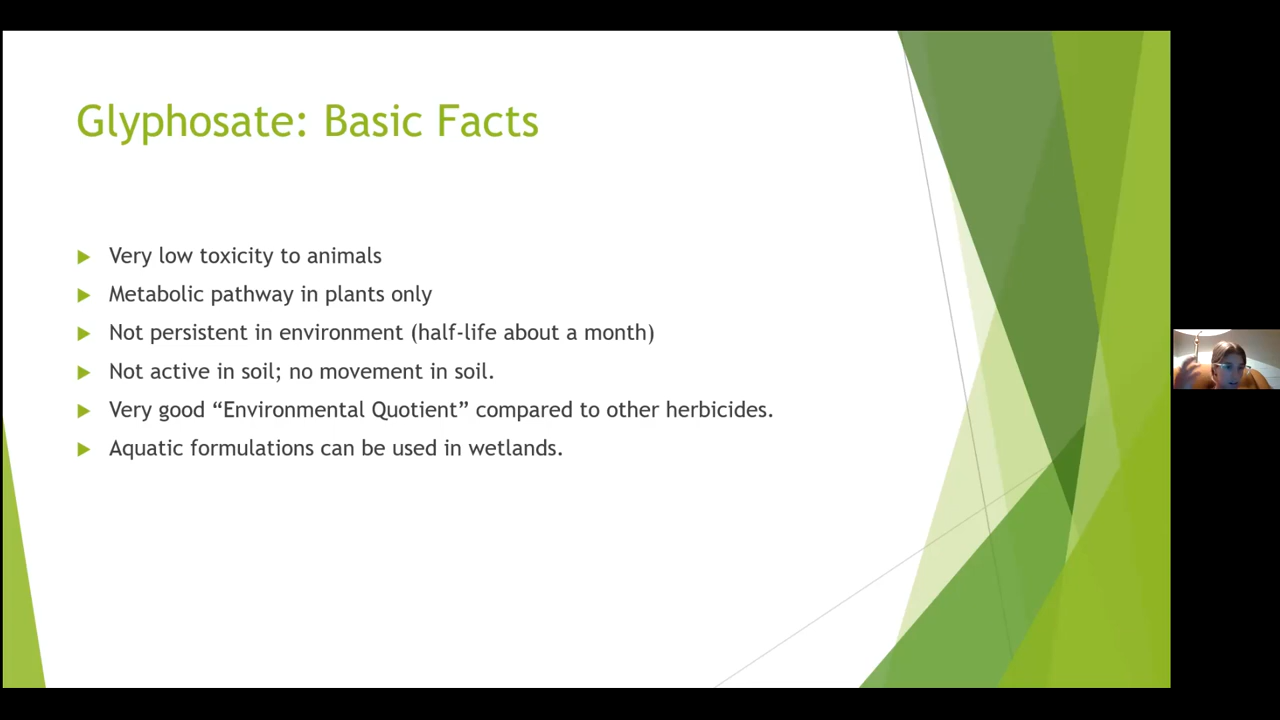 Glyphosate: Basic Facts
Very low toxicity to animals
Metabolic pathway in plants only
Not persistent in environment (half-life about a month)
Not active in soil; no movement in soil.
Very good “Environmental Quotient” compared to other herbicides.
Aquatic formulations can be used in wetlands.